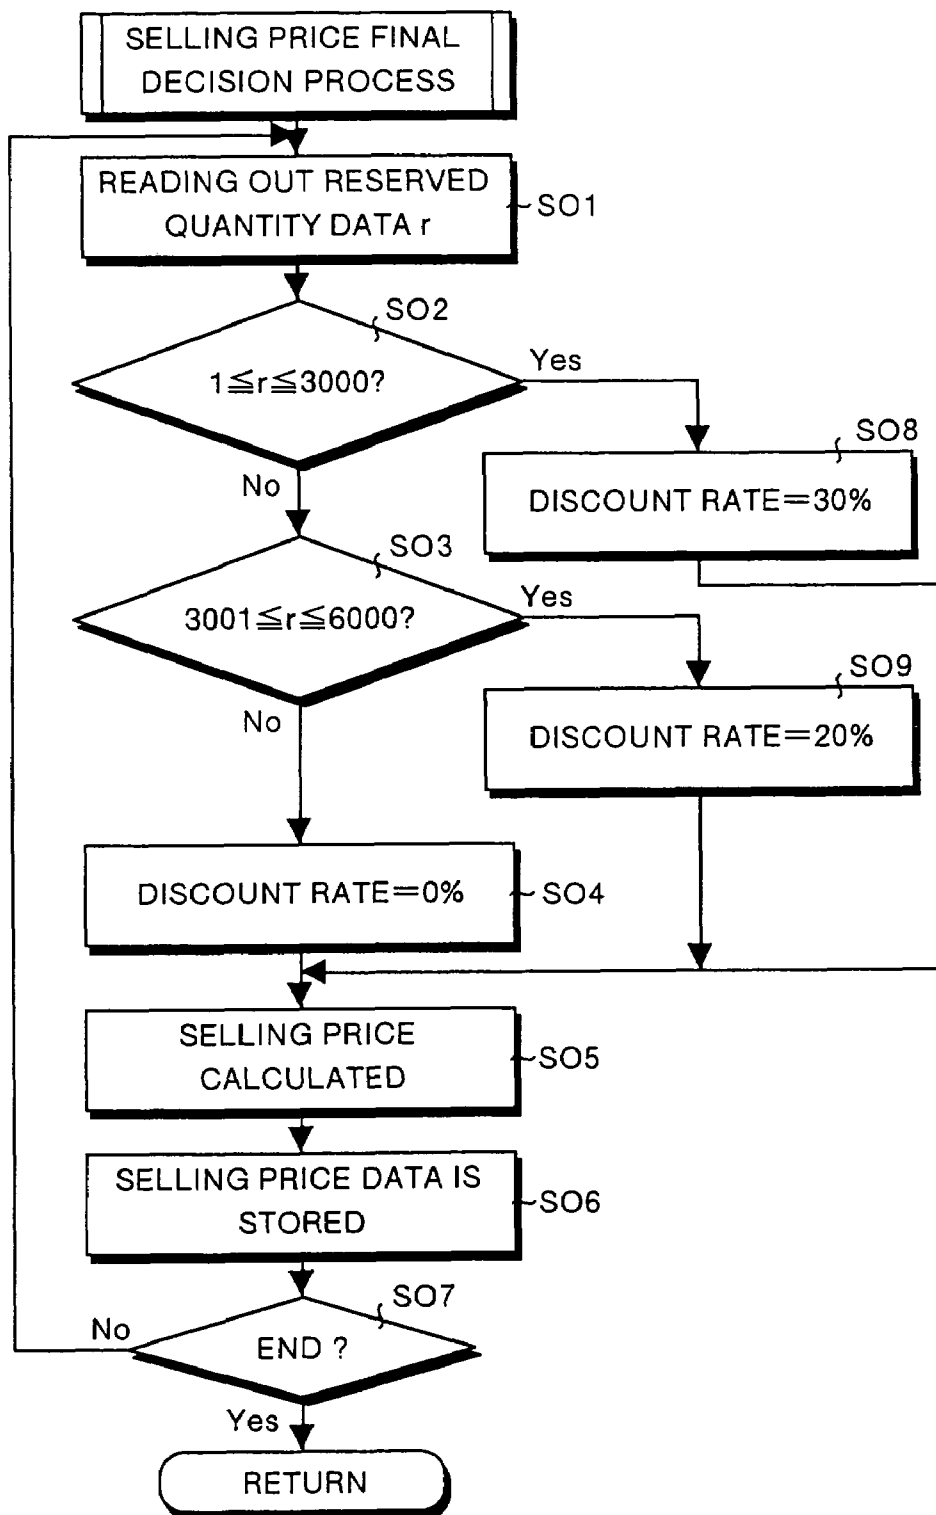 SELLING PRICE FINAL
DECISION PROCESS
READING OUT RESERVED
QUANTITY DATA r
SO1
SO2
1≦r≦3000?
Yes
No
SO8
DISCOUNT RATE=30%
SO3
3001≦r≦6000?
Yes
No
SO9
DISCOUNT RATE=20%
DISCOUNT RATE=0%
SO4
SELLING PRICE
CALCULATED
SO5
SELLING PRICE DATA IS
STORED
SO6
SO7
END ?
No
Yes
RETURN